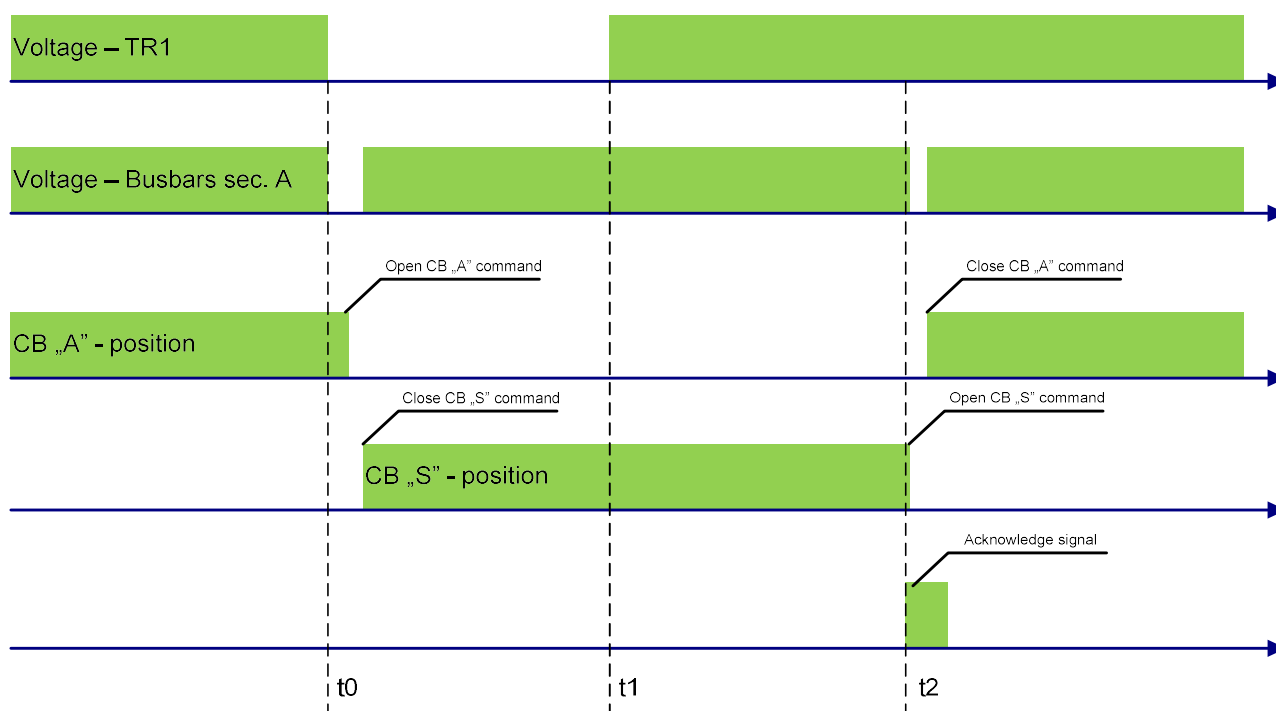 Voltage – TR1
Voltage – Busbars sec. A
Open CB „A” command
Close CB „A” command
CB „A” - position
Close CB „S” command
Open CB „S” command
CB „S” - position
Acknowledge signal
t0
t1
t2